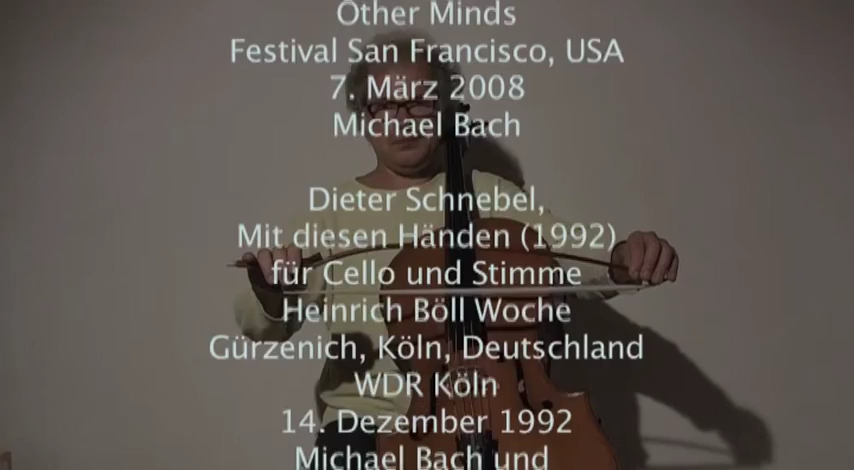 Other Minds
Festival San Francisco, USA
7. März 2008
Michael Bach
Dieter Schnebel,
Mit diesen Händen (1992)
für Cello und Stimme
Heinrich Böll Woche
Gürzenich, Köln, Deutschland
WDR Köln
14. Dezember 1992
Michael Bach und